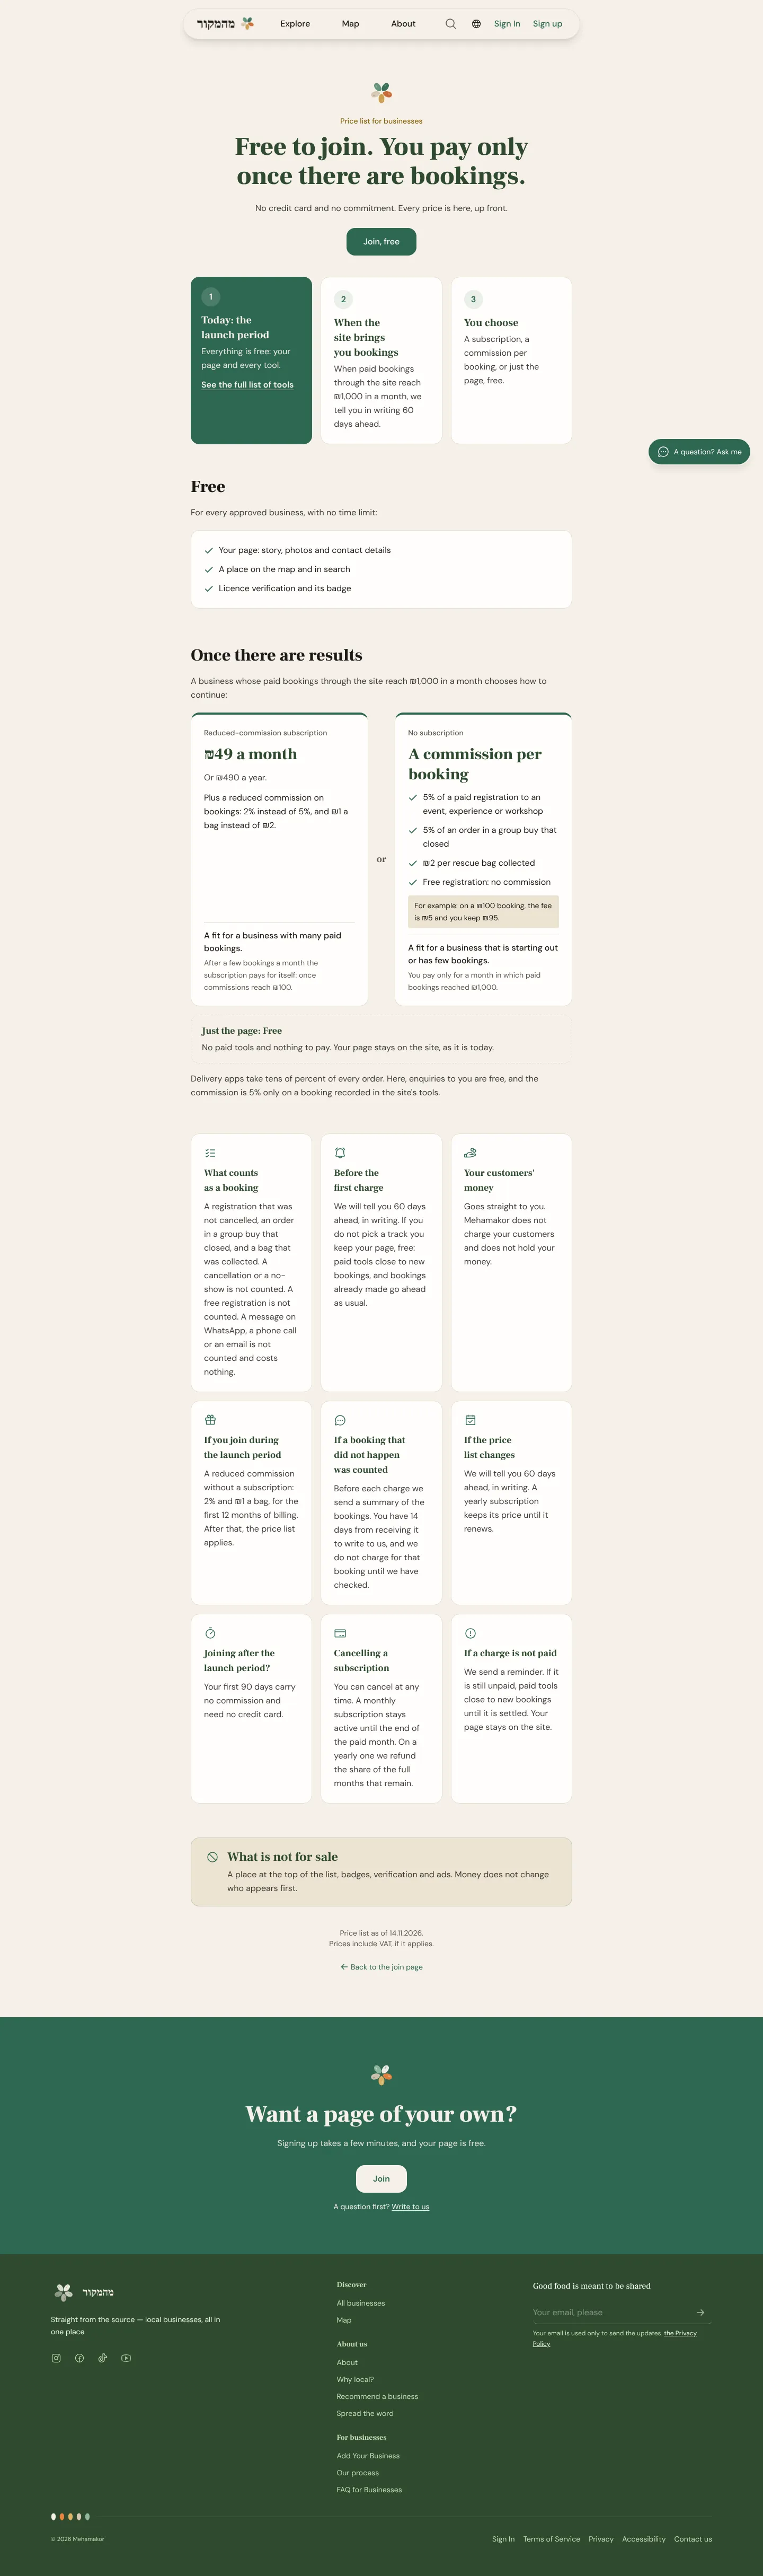 מהמקור
Explore
Map
About
Sign In
Sign up
Price list for businesses
Free to join. You pay only
once there are bookings.
No credit card and no commitment. Every price is here, up front.
Join, free
1
Today: the
launch period
Everything is free: your
page and every tool.
See the full list of tools
2
When the
site brings
you bookings
When paid bookings
through the site reach
₪1,000 in a month, we
tell you in writing 60
days ahead.
3
You choose
A subscription, a
commission per
booking, or just the
page, free.
A question? Ask me
Free
For every approved business, with no time limit:
Your page: story, photos and contact details
A place on the map and in search
Licence verification and its badge
Once there are results
A business whose paid bookings through the site reach ₪1,000 in a month chooses how to
continue:
Reduced-commission subscription
₪49 a month
Or ₪490 a year.
Plus a reduced commission on
bookings: 2% instead of 5%, and ₪1 a
bag instead of ₪2.
A fit for a business with many paid
bookings.
After a few bookings a month the
subscription pays for itself: once
commissions reach ₪100.
or
No subscription
A commission per
booking
5% of a paid registration to an
event, experience or workshop
5% of an order in a group buy that
closed
₪2 per rescue bag collected
Free registration: no commission
For example: on a ₪100 booking, the fee
is ₪5 and you keep ₪95.
A fit for a business that is starting out
or has few bookings.
You pay only for a month in which paid
bookings reached ₪1,000.
Just the page: Free
No paid tools and nothing to pay. Your page stays on the site, as it is today.
Delivery apps take tens of percent of every order. Here, enquiries to you are free, and the
commission is 5% only on a booking recorded in the site's tools.
What counts
as a booking
A registration that was
not cancelled, an order
in a group buy that
closed, and a bag that
was collected. A
cancellation or a no-
show is not counted. A
free registration is not
counted. A message on
WhatsApp, a phone call
or an email is not
counted and costs
nothing.
Before the
first charge
We will tell you 60 days
ahead, in writing. If you
do not pick a track you
keep your page, free:
paid tools close to new
bookings, and bookings
already made go ahead
as usual.
Your customers'
money
Goes straight to you.
Mehamakor does not
charge your customers
and does not hold your
money.
If you join during
the launch period
A reduced commission
without a subscription:
2% and ₪1 a bag, for the
first 12 months of billing.
After that, the price list
applies.
If a booking that
did not happen
was counted
Before each charge we
send a summary of the
bookings. You have 14
days from receiving it
to write to us, and we
do not charge for that
booking until we have
checked.
If the price
list changes
We will tell you 60 days
ahead, in writing. A
yearly subscription
keeps its price until it
renews.
Joining after the
launch period?
Your first 90 days carry
no commission and
need no credit card.
Cancelling a
subscription
You can cancel at any
time. A monthly
subscription stays
active until the end of
the paid month. On a
yearly one we refund
the share of the full
months that remain.
If a charge is not paid
We send a reminder. If it
is still unpaid, paid tools
close to new bookings
until it is settled. Your
page stays on the site.
What is not for sale
A place at the top of the list, badges, verification and ads. Money does not change
who appears first.
Price list as of 14.11.2026.
Prices include VAT, if it applies.
← Back to the join page
Want a page of your own?
Signing up takes a few minutes, and your page is free.
Join
A question first? Write to us
מהמקור
Straight from the source — local businesses, all in
one place
Discover
All businesses
Map
About us
About
Why local?
Recommend a business
Spread the word
For businesses
Add Your Business
Our process
FAQ for Businesses
Good food is meant to be shared
Your email, please
Your email is used only to send the updates. the Privacy
Policy
© 2026 Mehamakor
Sign In
Terms of Service
Privacy
Accessibility
Contact us